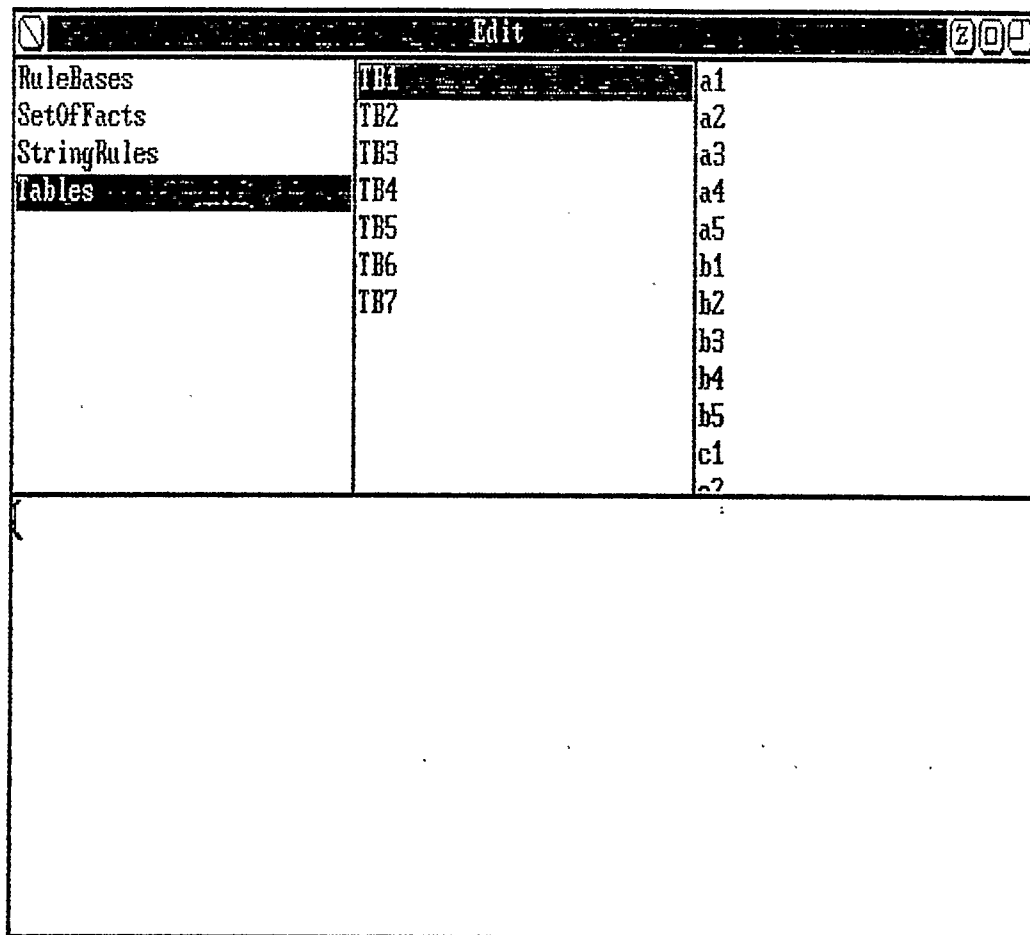 Edit
Z
RuleBases
SetOfFacts
StringRules
Tables
TB1
TB2
TB3
TB4
TB5
TB6
TB7
a1
a2
a3
a4
a5
b1
b2
b3
b4
b5
c1